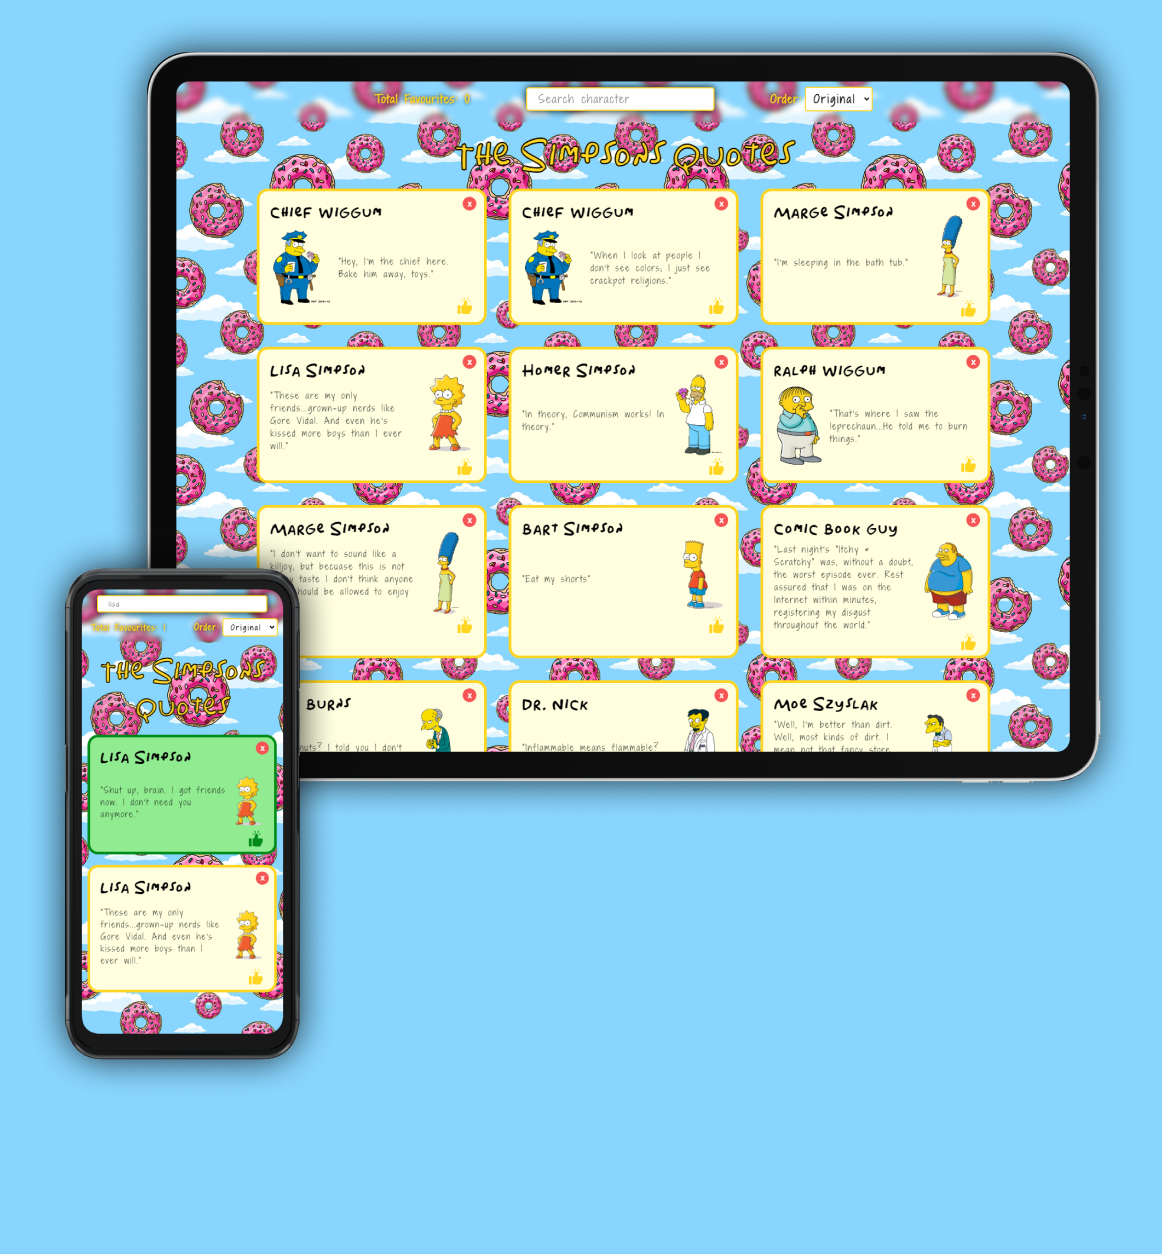 Total Favourites: 0
Search character
Order
Original
The Simpsons Quotes
Chief Wiggum
x
"Hey, I'm the chief here.
Bake him away, toys."
Chief Wiggum
x
"When I look at people I
don't see colors; I just see
crackpot religions."
Marge Simpson
x
"I'm sleeping in the bath tub."
Lisa Simpson
x
"These are my only
friends...grown-up nerds like
Gore Vidal. And even he's
kissed more boys than I ever
will."
Homer Simpson
x
"In theory, Communism works! In
theory."
Ralph Wiggum
x
"That's where I saw the
leprechaun...He told me to burn
things."
Marge Simpson
x
"I don't want to sound like a
killjoy, but becuase this is not
taste I don't think anyone
should be allowed to enjoy
Bart Simpson
x
"Eat my shorts"
Comic Book Guy
x
"Last night's "Itchy &
Scratchy" was, without a doubt,
the worst episode ever. Rest
assured that I was on the
Internet within minutes,
registering my disgust
throughout the world."
Burns
x
nuts? I told you I don't
Dr. Nick
x
"Inflammable means flammable?
Moe Szyslak
x
"Well, I'm better than dirt.
Well, most kinds of dirt. I
mean not that fancy store
lisa
Total Favourites: 1
Order
Original
The Simpsons
Quotes
Lisa Simpson
x
"Shut up, brain. I got friends
now. I don't need you
anymore."
Lisa Simpson
x
"These are my only
friends...grown-up nerds like
Gore Vidal. And even he's
kissed more boys than I
ever will."